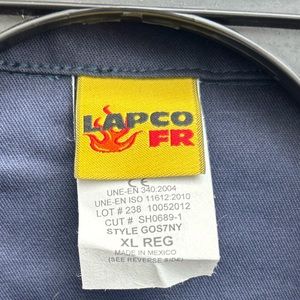 LAPCO
FR
CE
UNE-EN 340:2004
UNE-EN ISO 11612:2010
LOT # 238 10052012
CUT # SH0689-1
STYLE GOS7NY
XL REG
MADE IN MEXICO
(SEE REVERSE SIDE)